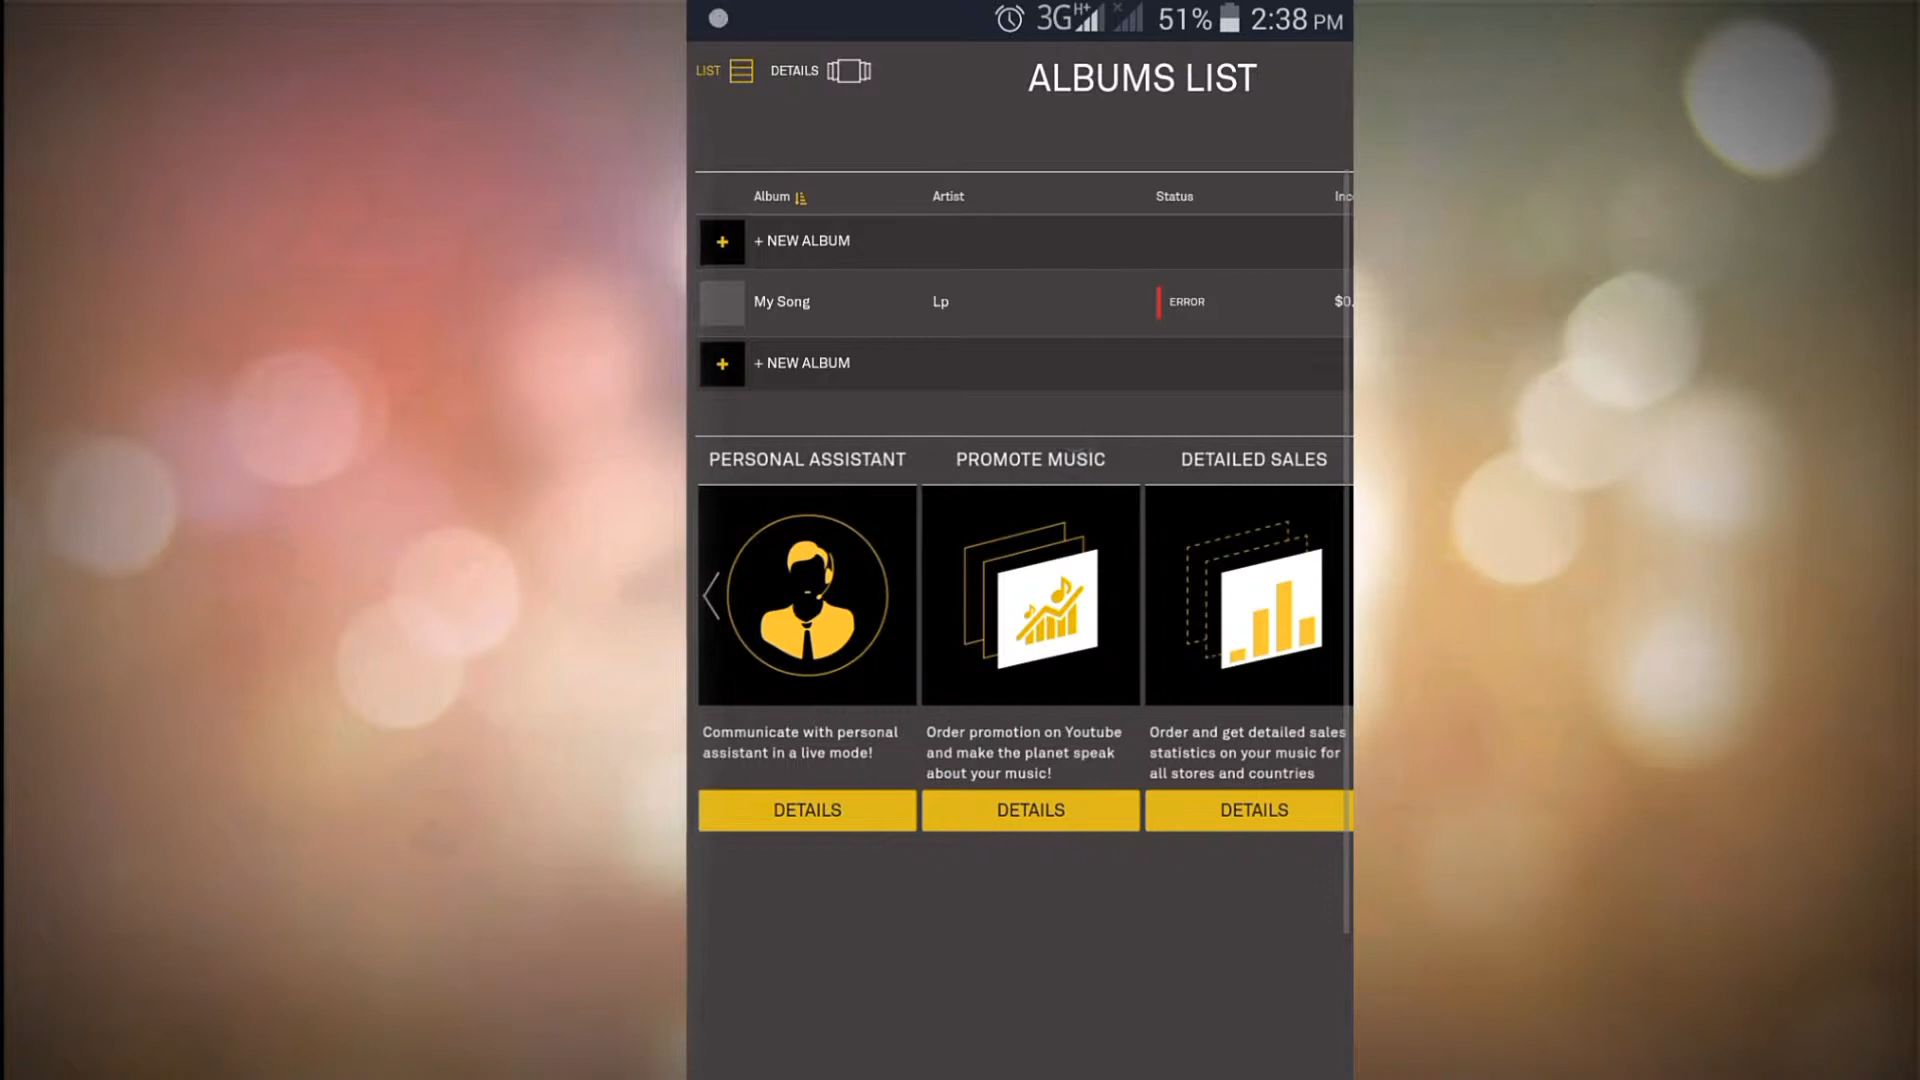 3G H+ 51% 2:38 PM
LIST DETAILS ALBUMS LIST
Album Artist Status Inc
+ NEW ALBUM
My Song Lp ERROR $0.
+ NEW ALBUM
PERSONAL ASSISTANT PROMOTE MUSIC DETAILED SALES
Communicate with personal
assistant in a live mode!
Order promotion on Youtube
and make the planet speak
about your music!
Order and get detailed sales
statistics on your music for
all stores and countries
DETAILS DETAILS DETAILS